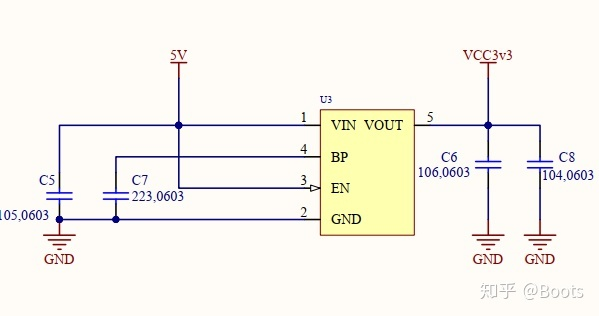 5V
VCC3v3
U3
1
VIN
VOUT
5
4
BP
3
EN
2
GND
C5
105,0603
C7
223,0603
C6
106,0603
C8
104,0603
GND
GND
GND
知乎 @Boots